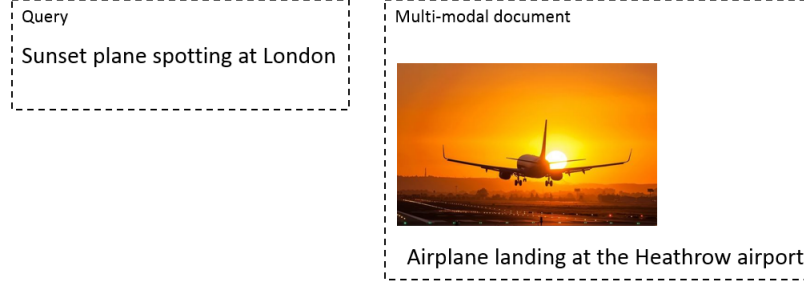 Query
Sunset plane spotting at London
Multi-modal document
Airplane landing at the Heathrow airport